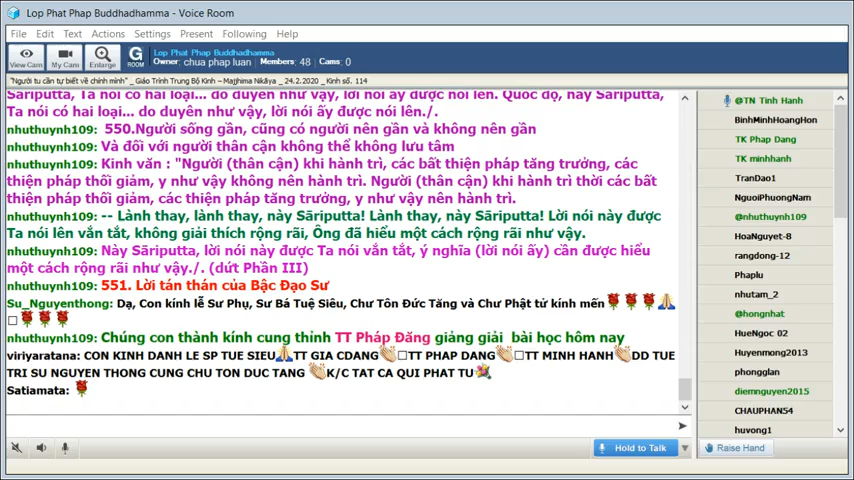 Lop Phat Phap Buddhadhamma - Voice Room
File Edit Text Actions Settings Present Following Help
View Cam My Cam Enlarge G ROOM
Lop Phat Phap Buddhadhamma
Owner: chua phap luan Members: 48 Cams: 0
"Người tu cần tự biết về chính mình" _ Giáo Trình Trung Bộ Kinh – Majjhima Nikāya _ 24.2.2020 _ Kinh số. 114
Sāriputta, Ta nói có hai loại... do duyên như vậy, lời nói ấy được nói lên. Quốc độ, này Sāriputta,
Ta nói có hai loại... do duyên như vậy, lời nói ấy được nói lên./.
nhuthuynh109: 550.Người sống gần, cũng có người nên gần và không nên gần
nhuthuynh109: Và đối với người thân cận không thể không lưu tâm
nhuthuynh109: Kinh văn : "Người (thân cận) khi hành trì, các bất thiện pháp tăng trưởng, các
thiện pháp thối giảm, y như vậy không nên hành trì. Người (thân cận) khi hành trì thời các bất
thiện pháp thối giảm, các thiện pháp tăng trưởng, y như vậy nên hành trì.
nhuthuynh109: -- Lành thay, lành thay, này Sāriputta! Lành thay, này Sāriputta! Lời nói này được
Ta nói lên vắn tắt, không giải thích rộng rãi, Ông đã hiểu một cách rộng rãi như vậy.
nhuthuynh109: Này Sāriputta, lời nói này được Ta nói vắn tắt, ý nghĩa (lời nói ấy) cần được hiểu
một cách rộng rãi như vậy./. (dứt Phần III)
nhuthuynh109: 551. Lời tán thán của Bậc Đạo Sư
Su_Nguyenthong: Dạ, Con kính lễ Sư Phụ, Sư Bá Tuệ Siêu, Chư Tôn Đức Tăng và Chư Phật tử kính mến
nhuthuynh109: Chúng con thành kính cung thỉnh TT Pháp Đăng giảng giải bài học hôm nay
viriyaratana: CON KINH DANH LE SP TUE SIEU TT GIA CDANG TT PHAP DANG TT MINH HANH DD TUE
TRI SU NGUYEN THONG CUNG CHU TON DUC TANG K/C TAT CA QUI PHAT TU
Satiamata:
@TN Tinh Hanh
BinhMinhHoangHon
TK Phap Dang
TK minhhanh
TranDao1
NguoiPhuongNam
@nhuthuynh109
HoaNguyet-8
rangdong-12
Phaplu
nhutam_2
@hongnhat
HueNgoc 02
Huyenmong2013
phongglan
diemnguyen2015
CHAUPHAN54
huvong1
Hold to Talk
Raise Hand